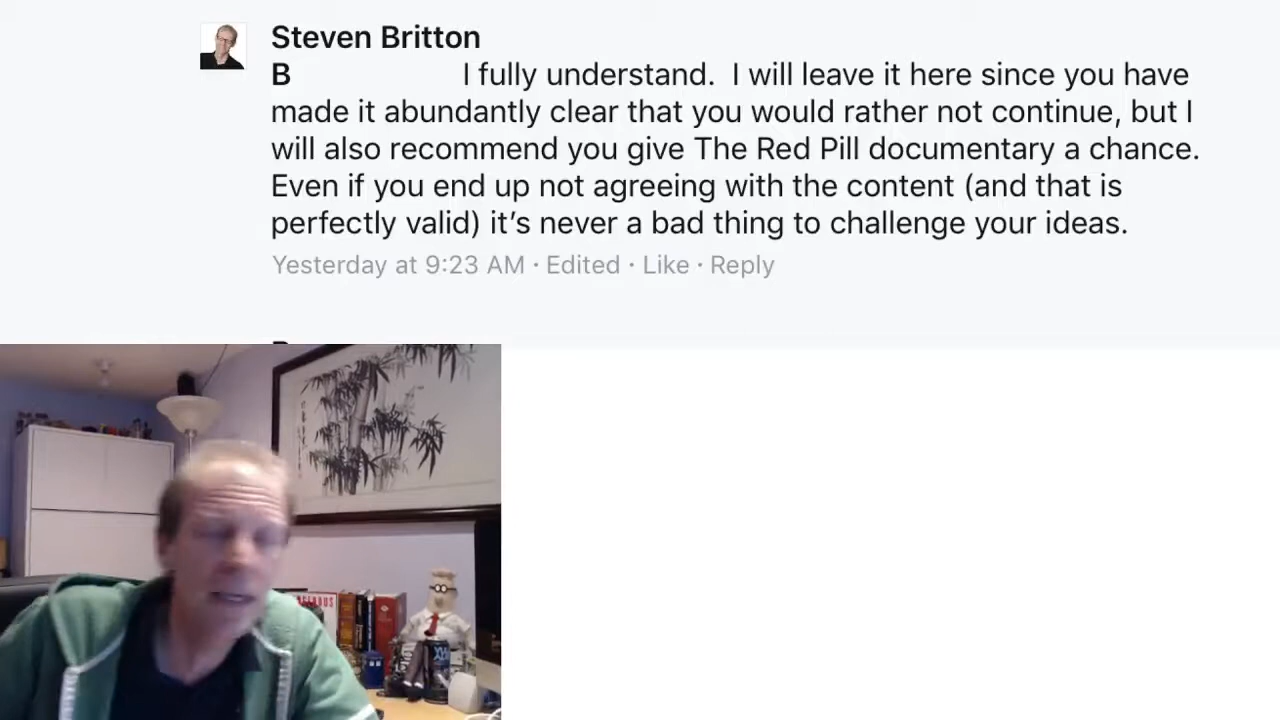 Steven Britton
B I fully understand. I will leave it here since you have
made it abundantly clear that you would rather not continue, but I
will also recommend you give The Red Pill documentary a chance.
Even if you end up not agreeing with the content (and that is
perfectly valid) it’s never a bad thing to challenge your ideas.
Yesterday at 9:23 AM · Edited · Like · Reply